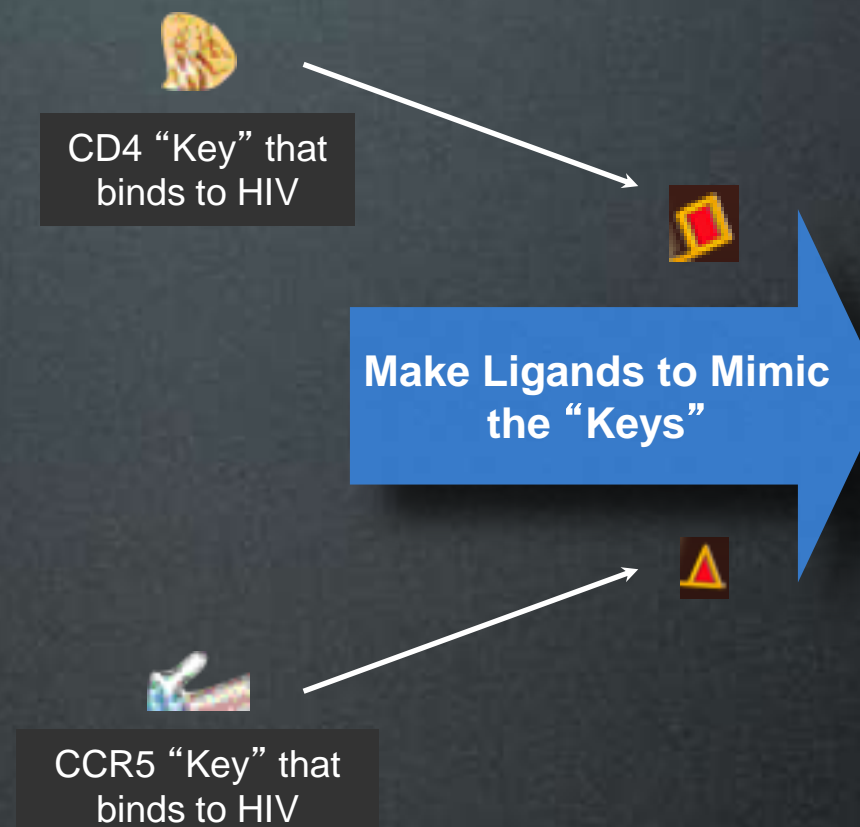 CD4 “Key” that
binds to HIV
Make Ligands to Mimic
the “Keys”
CCR5 “Key” that
binds to HIV